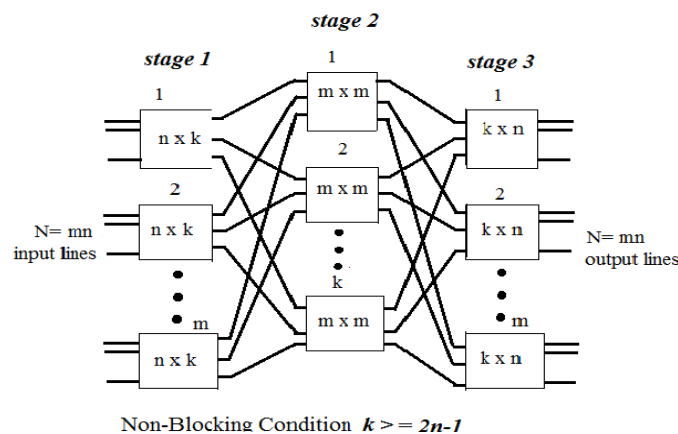 stage 2
stage 1
stage 3
1
1
1
m x m
n x k
k x n
2
2
2
m x m
n x k
k x n
N= mn
input lines
N= mn
output lines
k
m
m
m x m
n x k
k x n
Non-Blocking Condition k > = 2n-1